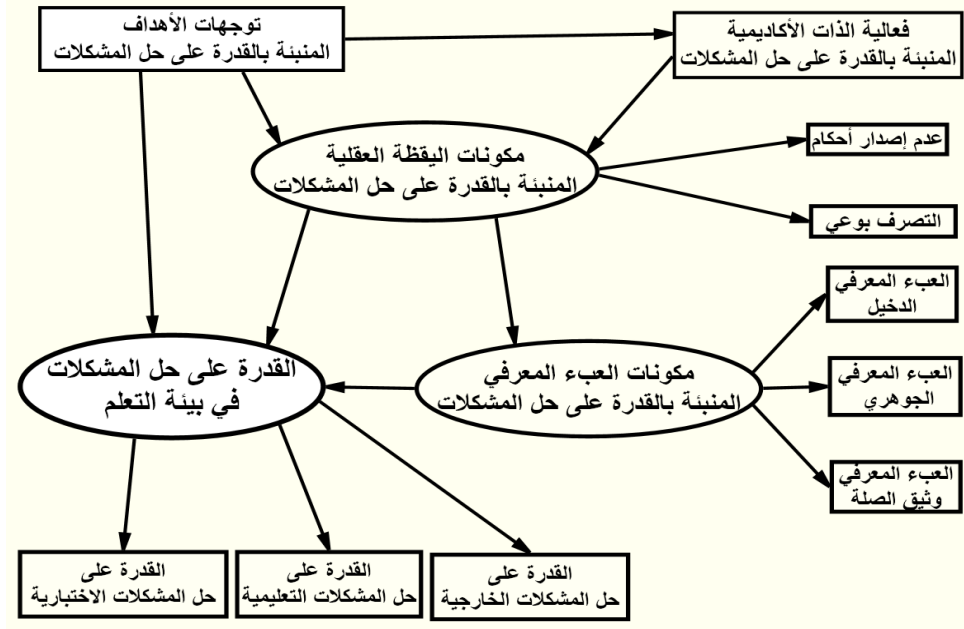 توجهات الأهداف
المنبئة بالقدرة على حل المشكلات
فعالية الذات الأكاديمية
المنبئة بالقدرة على حل المشكلات
مكونات اليقظة العقلية
المنبئة بالقدرة على حل المشكلات
عدم إصدار أحكام
التصرف بوعي
العبء المعرفي
الدخيل
القدرة على حل المشكلات
في بيئة التعلم
مكونات العبء المعرفي
المنبئة بالقدرة على حل المشكلات
العبء المعرفي
الجوهري
العبء المعرفي
وثيق الصلة
القدرة على
حل المشكلات الاختبارية
القدرة على
حل المشكلات التعليمية
القدرة على
حل المشكلات الخارجية